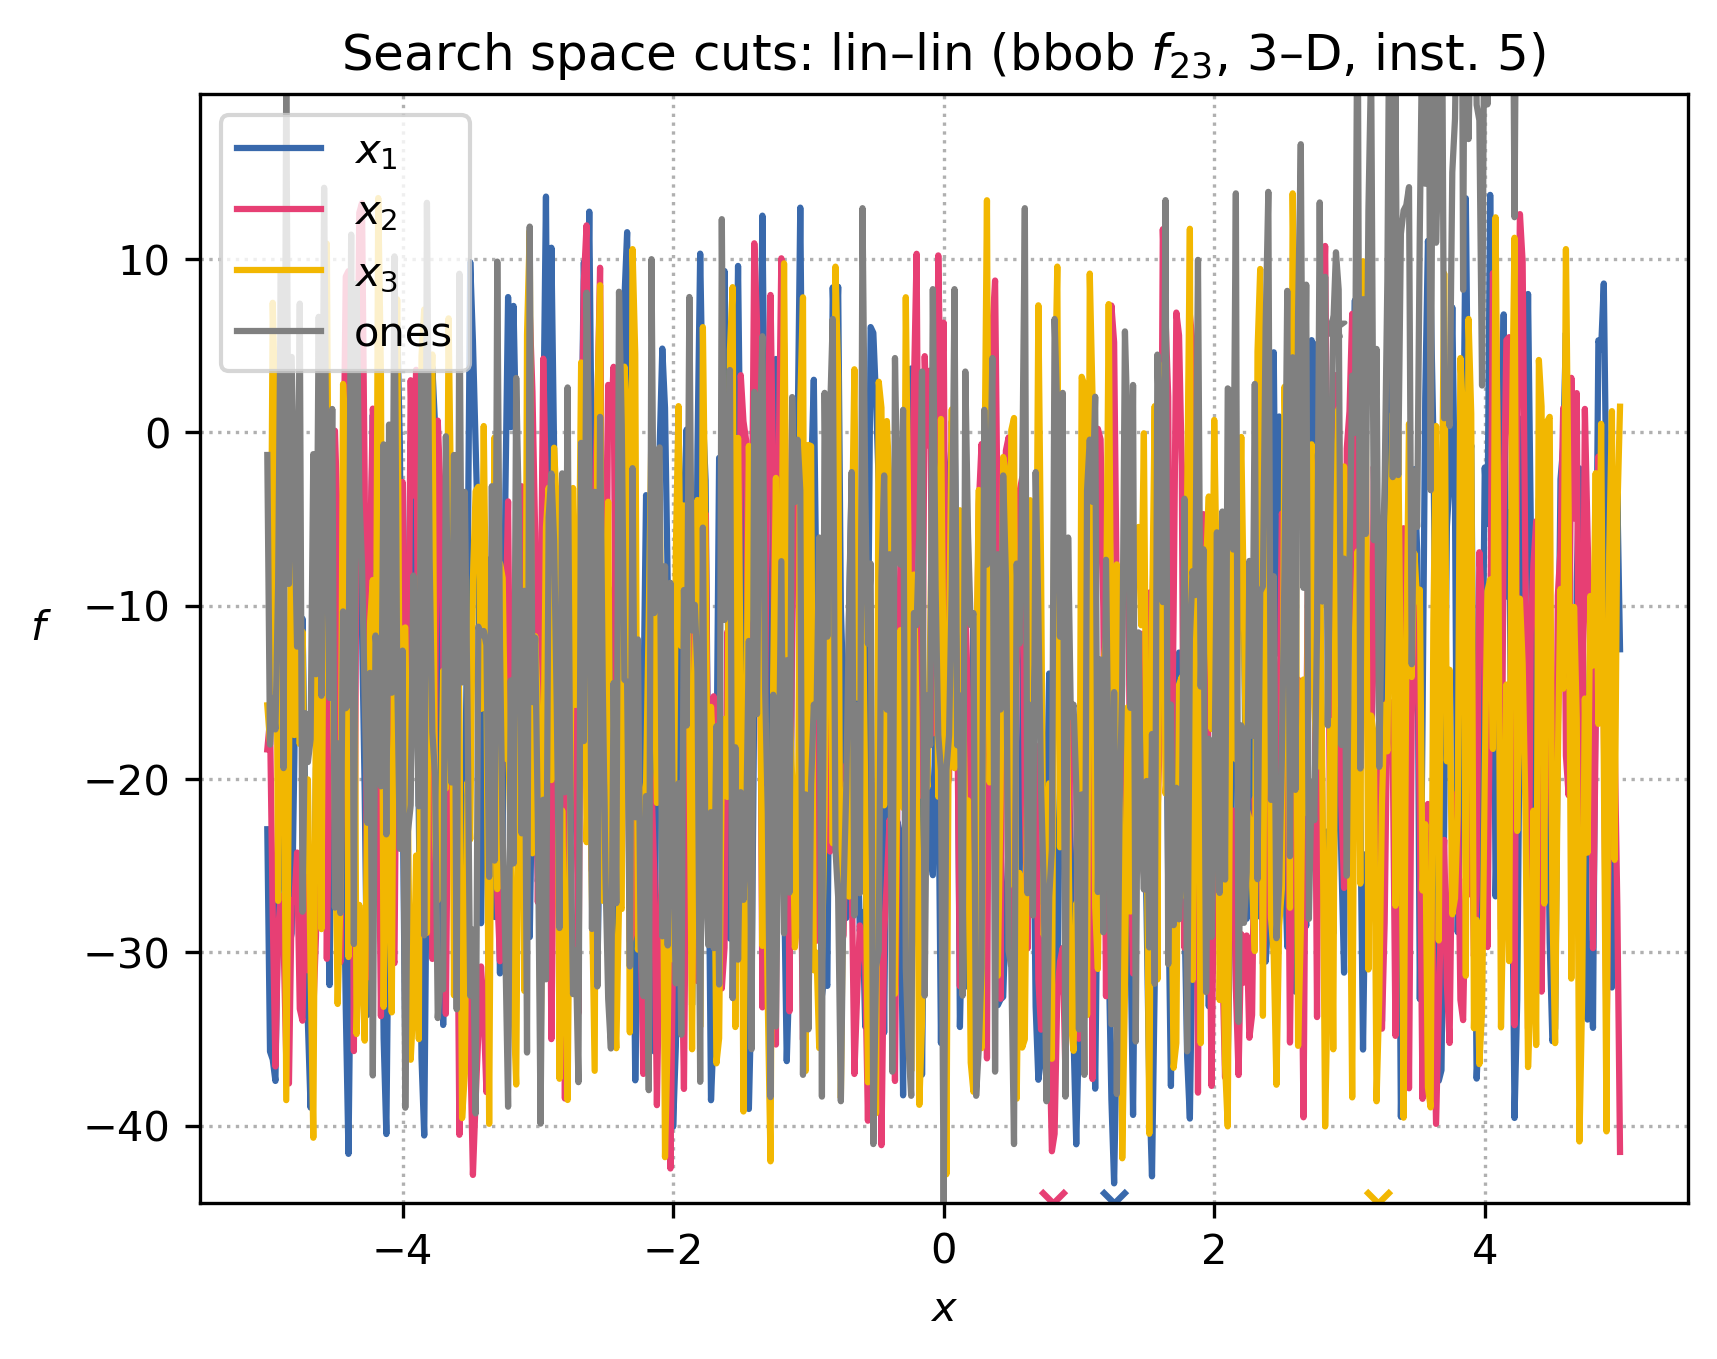 Search space cuts: lin–lin (bbob f₂₃, 3–D, inst. 5)
x₁
x₂
x₃
ones
10
0
−10
−20
−30
−40
f
−4
−2
0
2
4
x